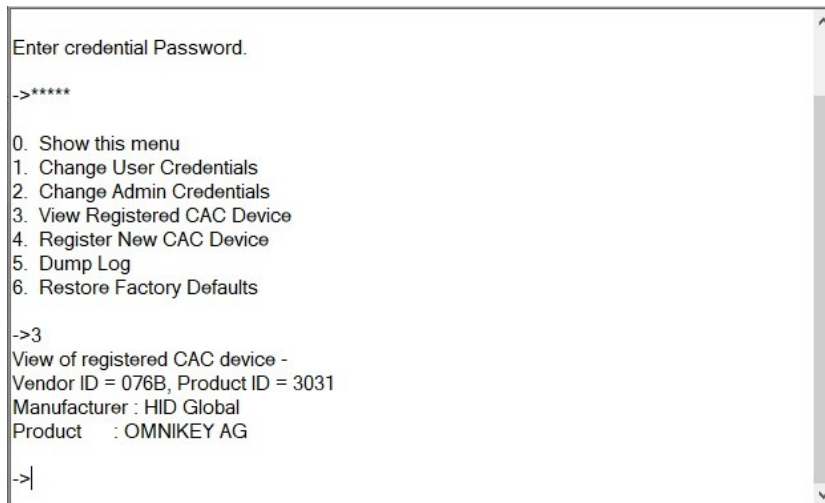 Enter credential Password.
->*****
0. Show this menu
1. Change User Credentials
2. Change Admin Credentials
3. View Registered CAC Device
4. Register New CAC Device
5. Dump Log
6. Restore Factory Defaults
->3
View of registered CAC device -
Vendor ID = 076B, Product ID = 3031
Manufacturer : HID Global
Product : OMNIKEY AG
->